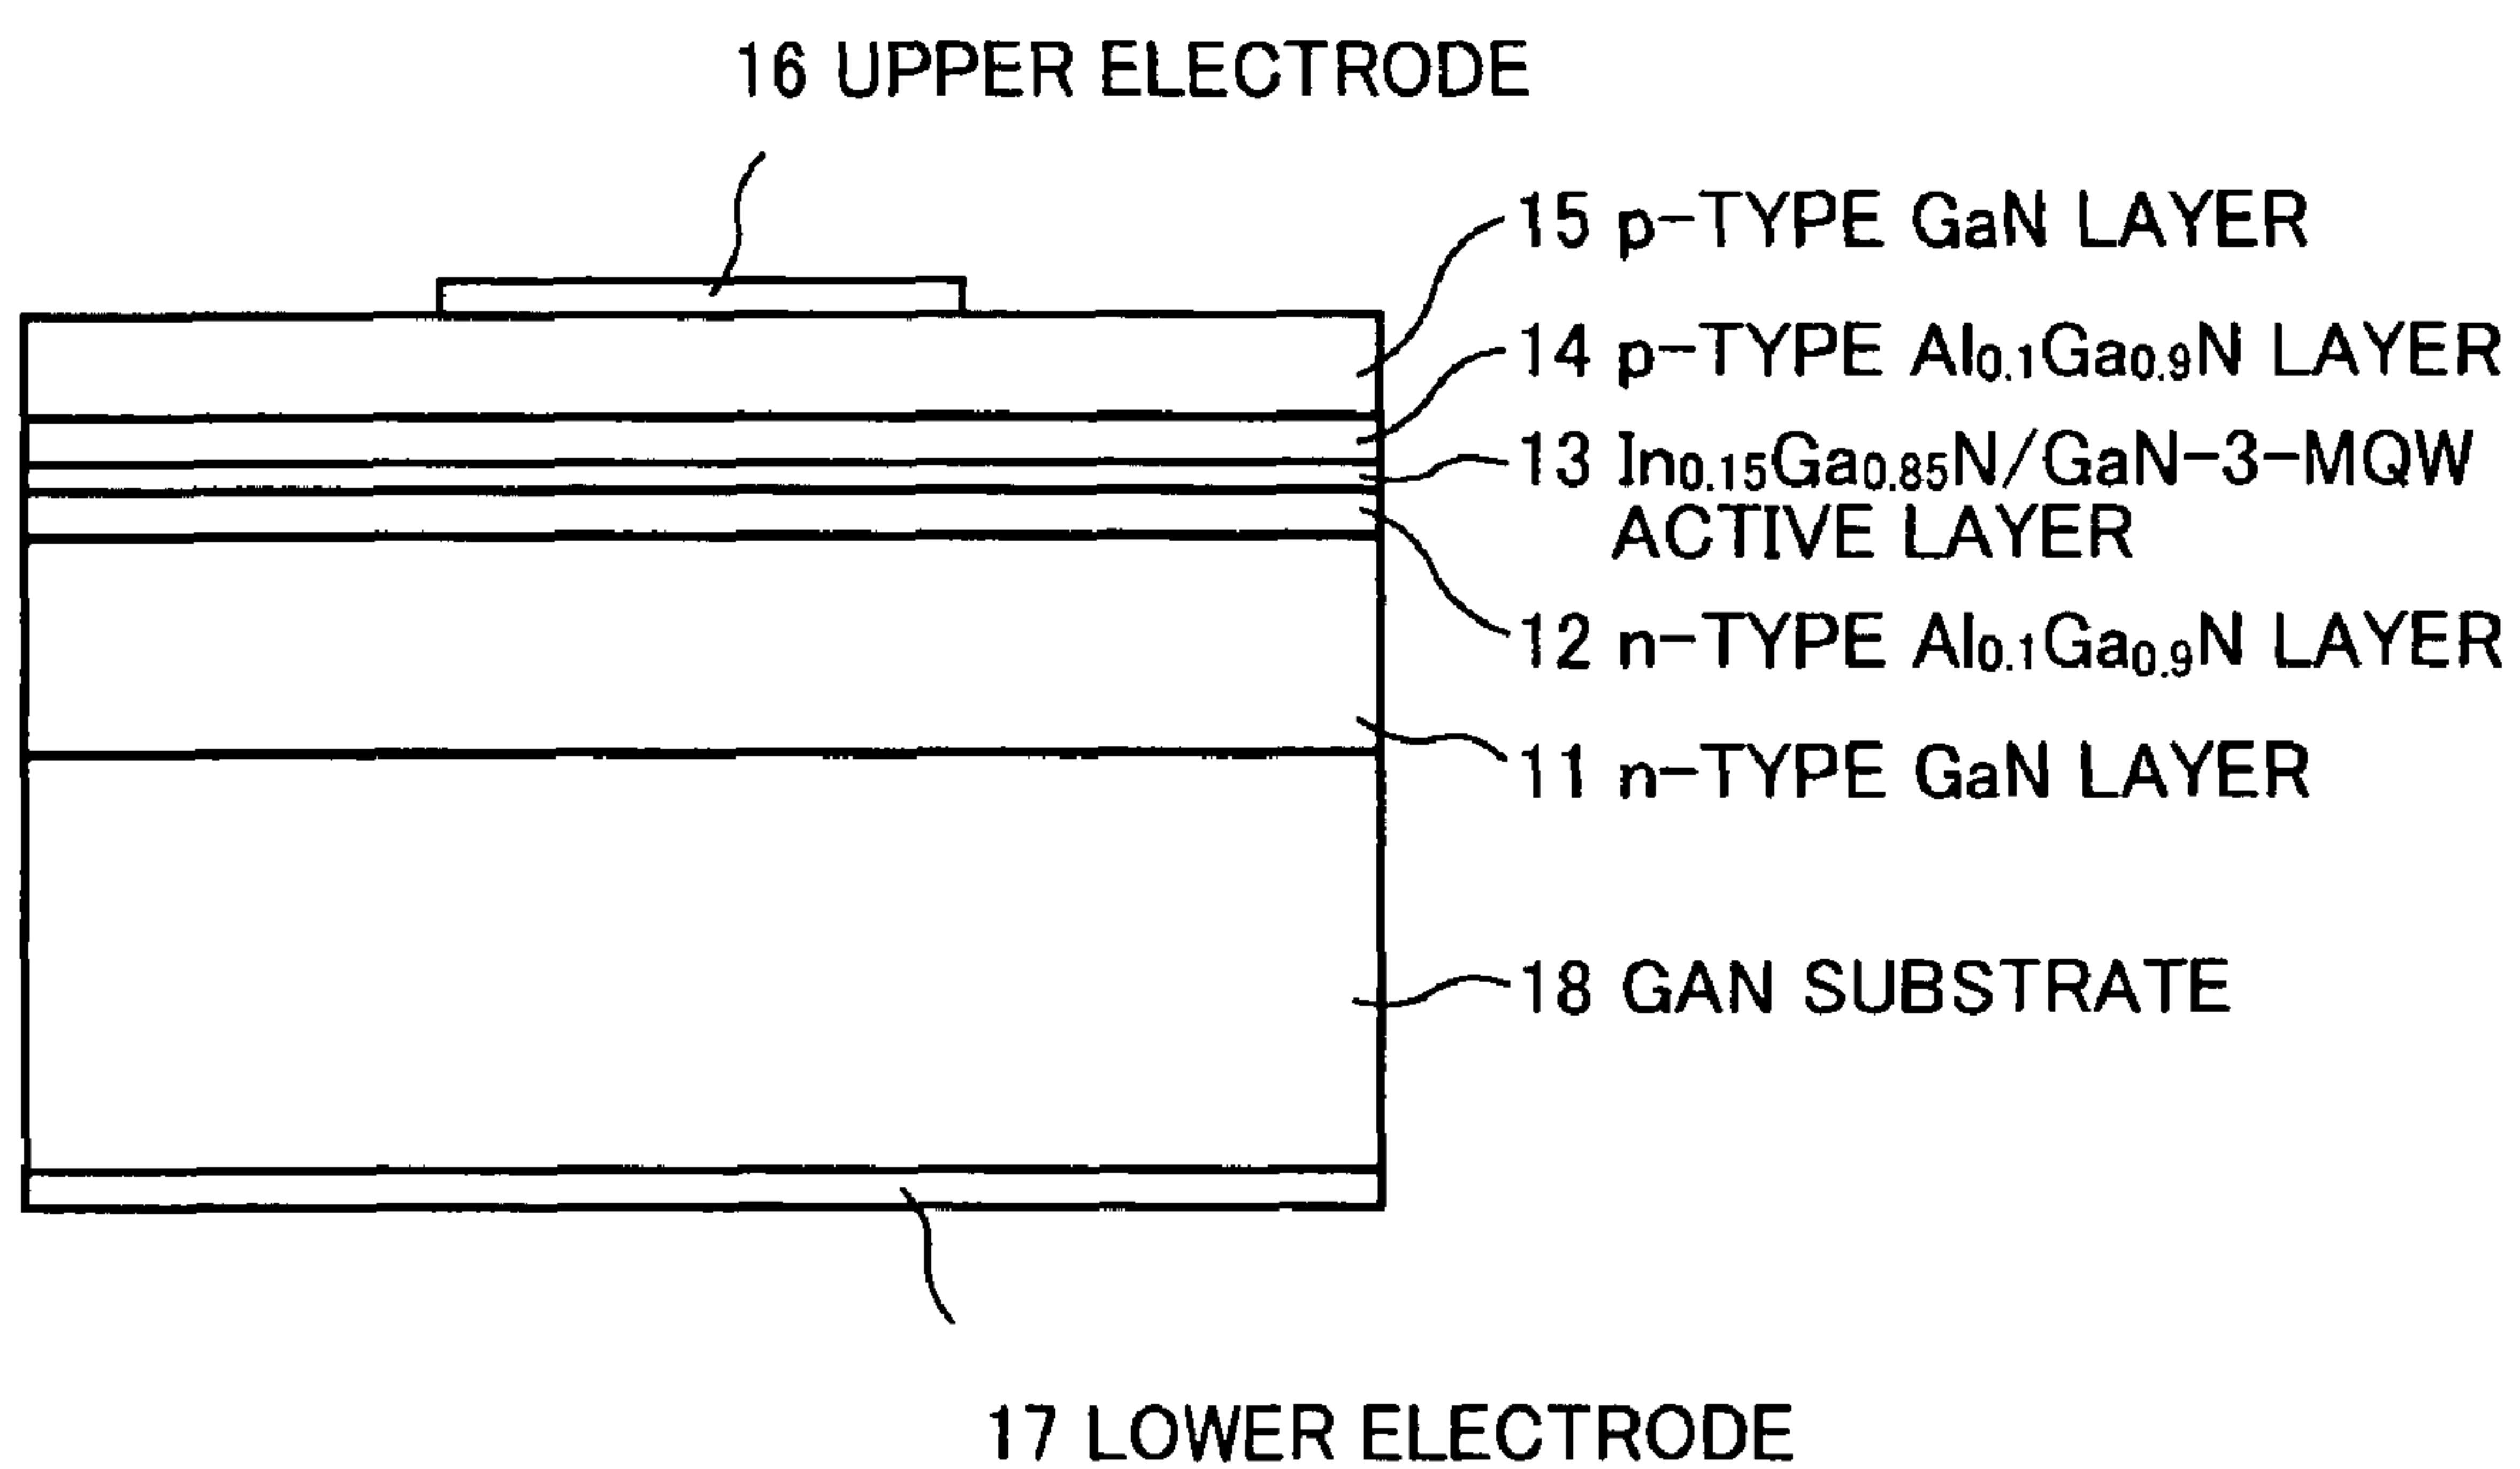 16 UPPER ELECTRODE
15 p-TYPE GaN LAYER
14 p-TYPE Al0.1Ga0.9N LAYER
13 In0.15Ga0.85N/GaN-3-MQW
ACTIVE LAYER
12 n-TYPE Al0.1Ga0.9N LAYER
11 n-TYPE GaN LAYER
18 GAN SUBSTRATE
17 LOWER ELECTRODE